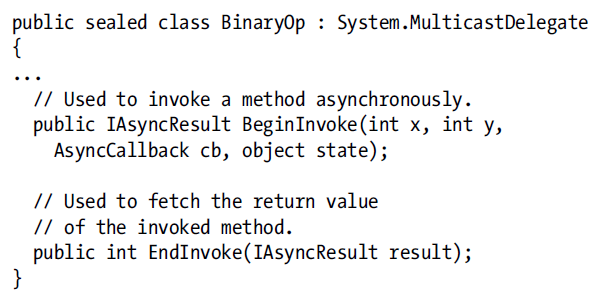 public sealed class BinaryOp : System.MulticastDelegate
{
...
  // Used to invoke a method asynchronously.
  public IAsyncResult BeginInvoke(int x, int y,
    AsyncCallback cb, object state);

  // Used to fetch the return value
  // of the invoked method.
  public int EndInvoke(IAsyncResult result);
}